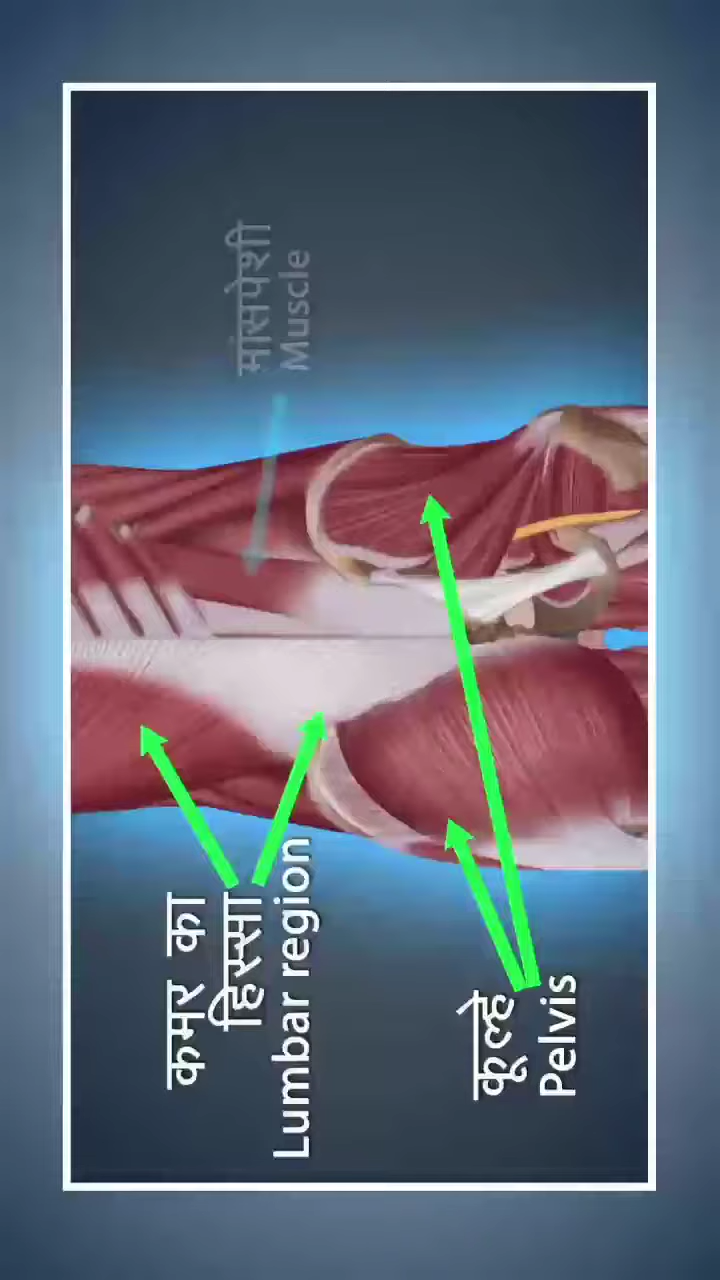 मांसपेशी
Muscle
कमर का
हिस्सा
Lumbar region
कूल्हे
Pelvis